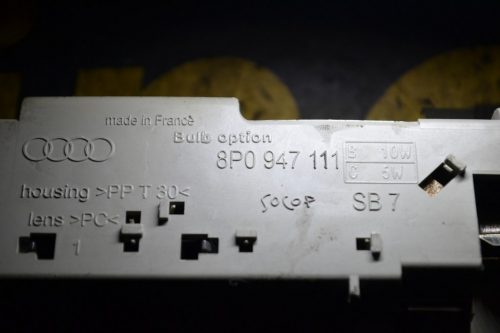 made in France
Bulb option
8P0 947 111
B 10W
C 5W
housing >PP T 30<
SB 7
lens >PC<
1